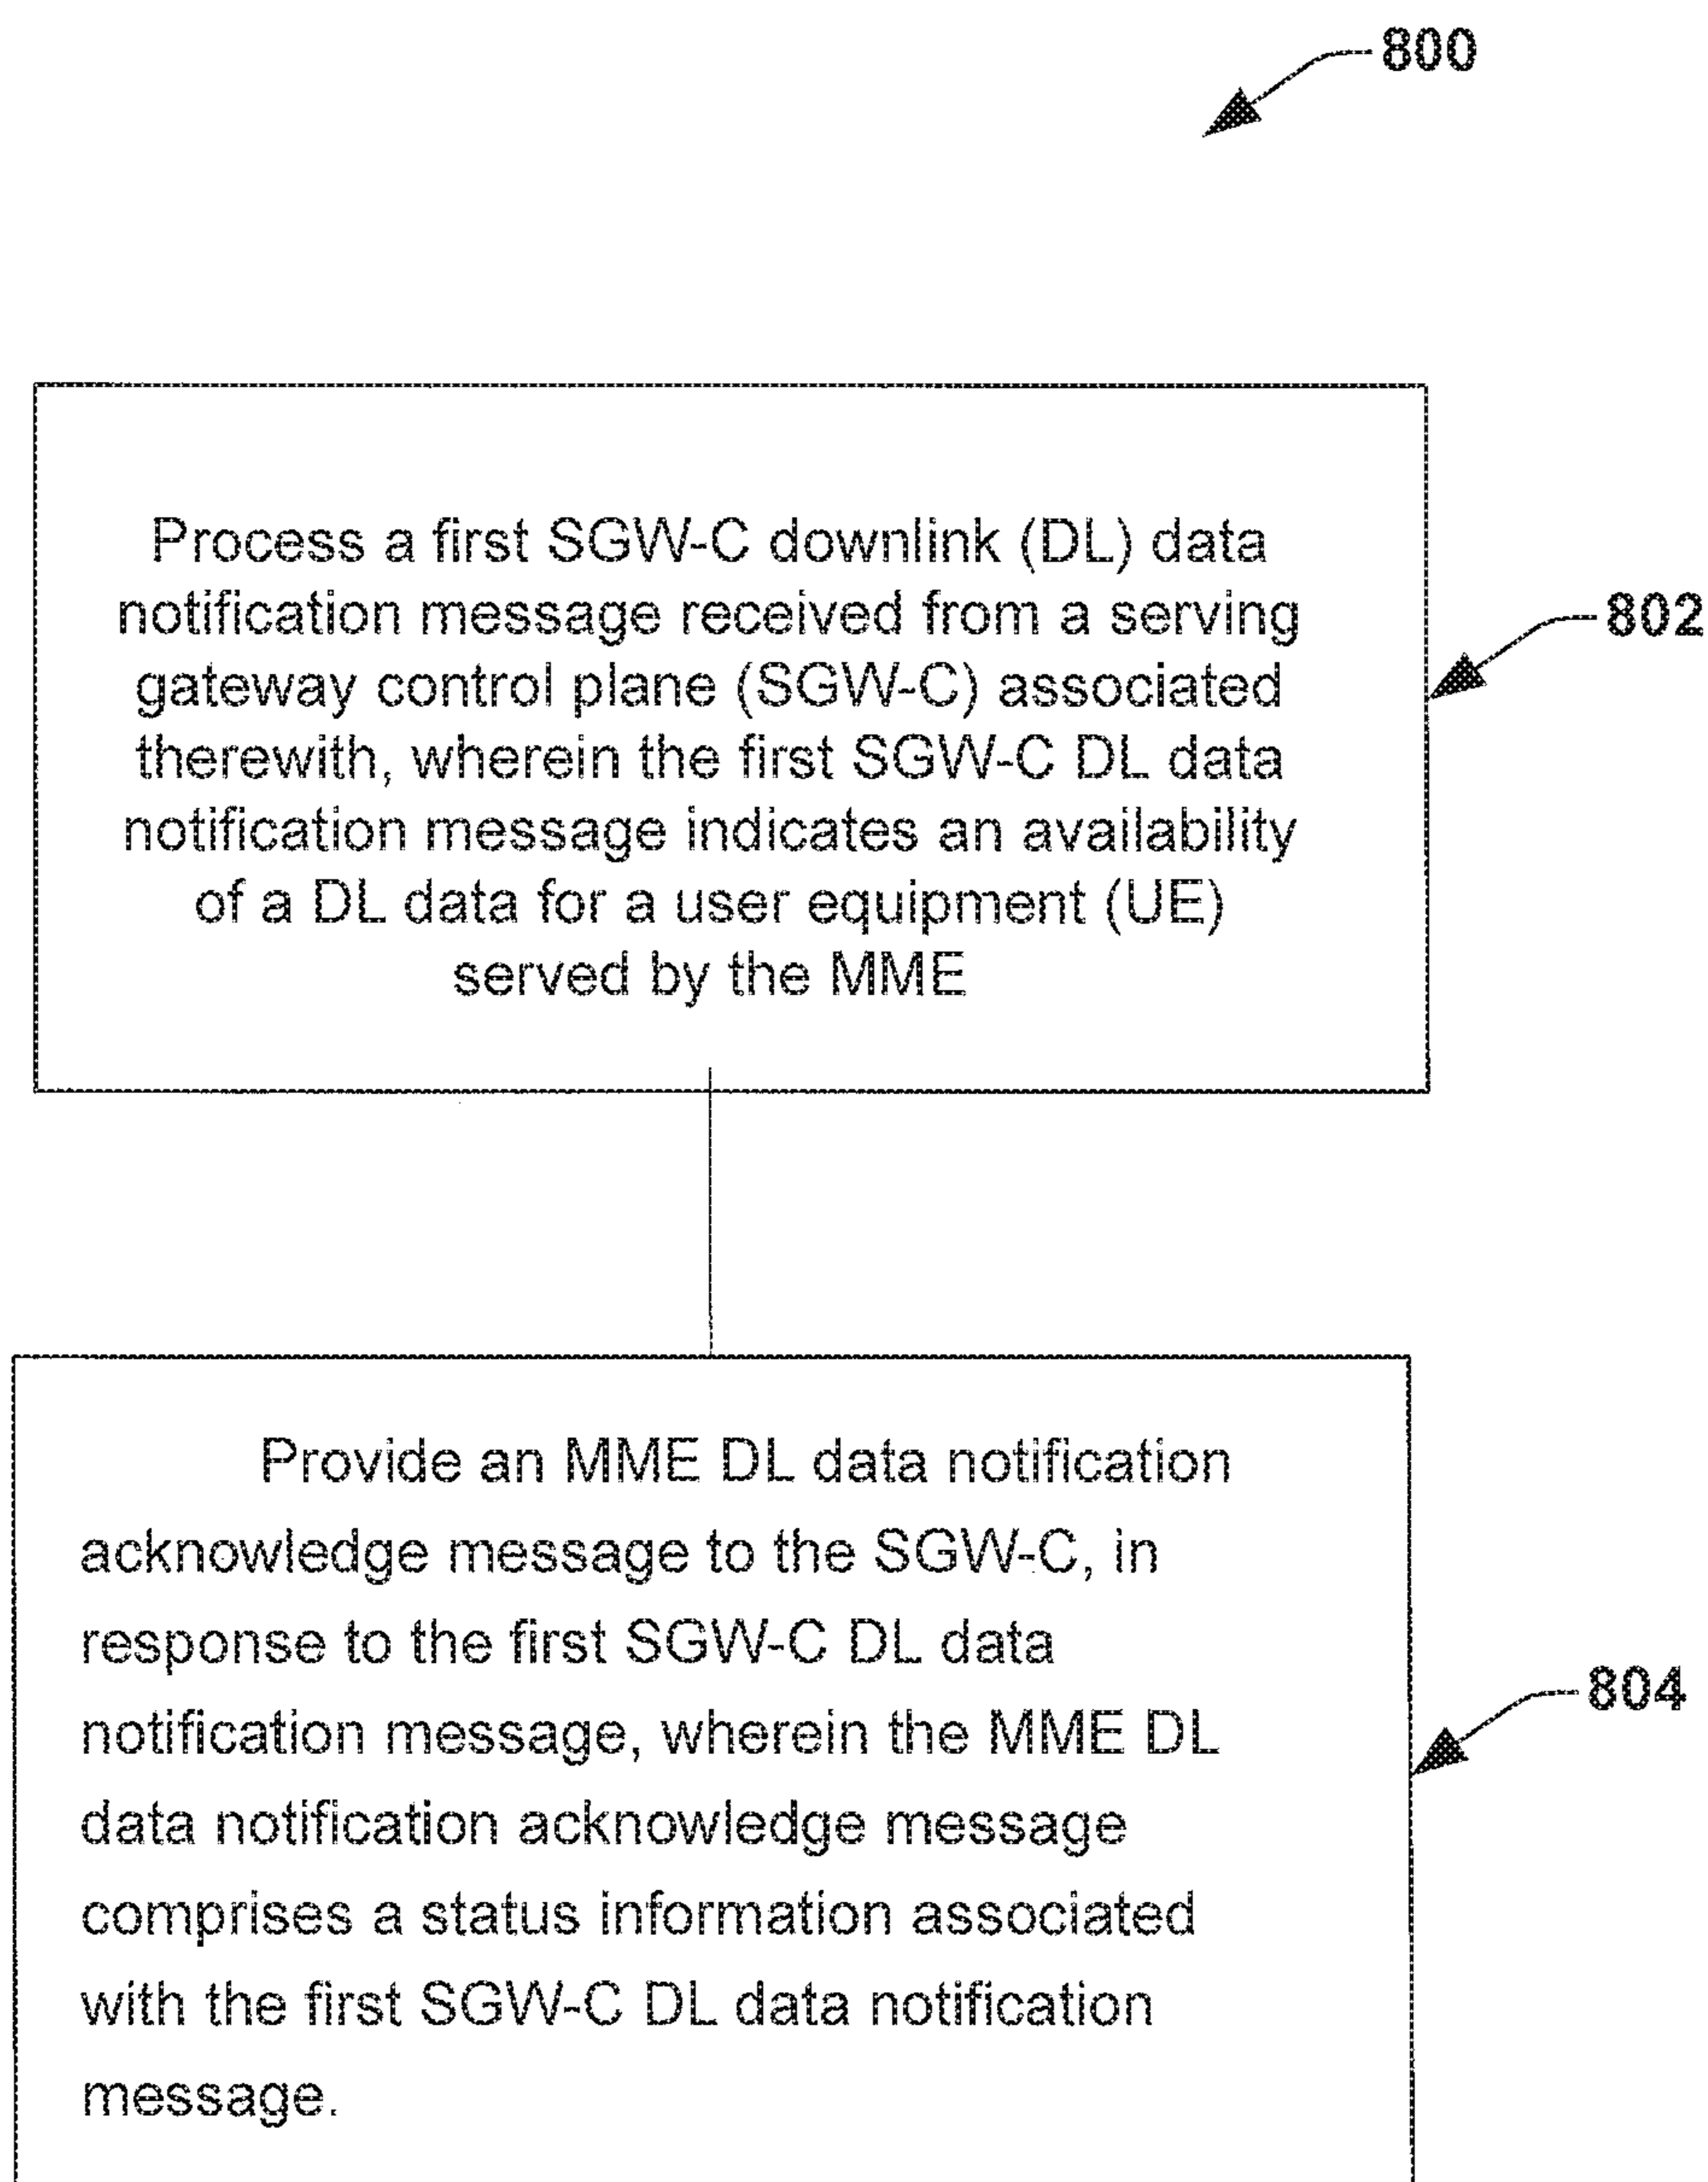 800
Process a first SGW-C downlink (DL) data
notification message received from a serving
gateway control plane (SGW-C) associated
therewith, wherein the first SGW-C DL data
notification message indicates an availability
of a DL data for a user equipment (UE)
served by the MME
802
Provide an MME DL data notification
acknowledge message to the SGW-C, in
response to the first SGW-C DL data
notification message, wherein the MME DL
data notification acknowledge message
comprises a status information associated
with the first SGW-C DL data notification
message.
804